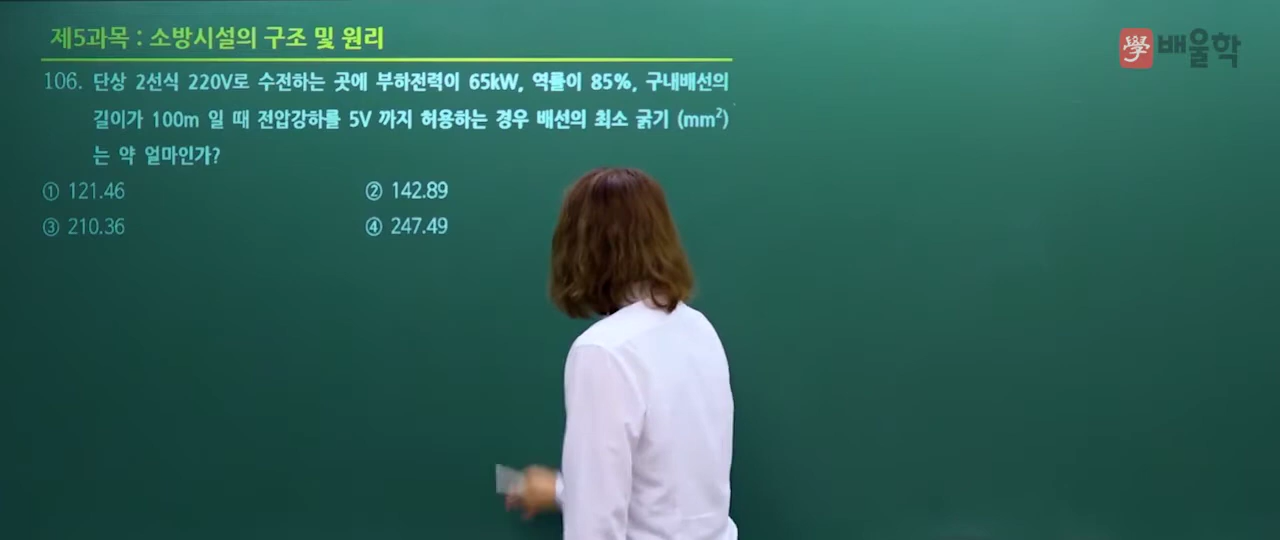 제5과목 : 소방시설의 구조 및 원리
學 배울학
106. 단상 2선식 220V로 수전하는 곳에 부하전력이 65kW, 역률이 85%, 구내배선의
길이가 100m 일 때 전압강하를 5V 까지 허용하는 경우 배선의 최소 굵기 (mm²)
는 약 얼마인가?
① 121.46 ② 142.89
③ 210.36 ④ 247.49